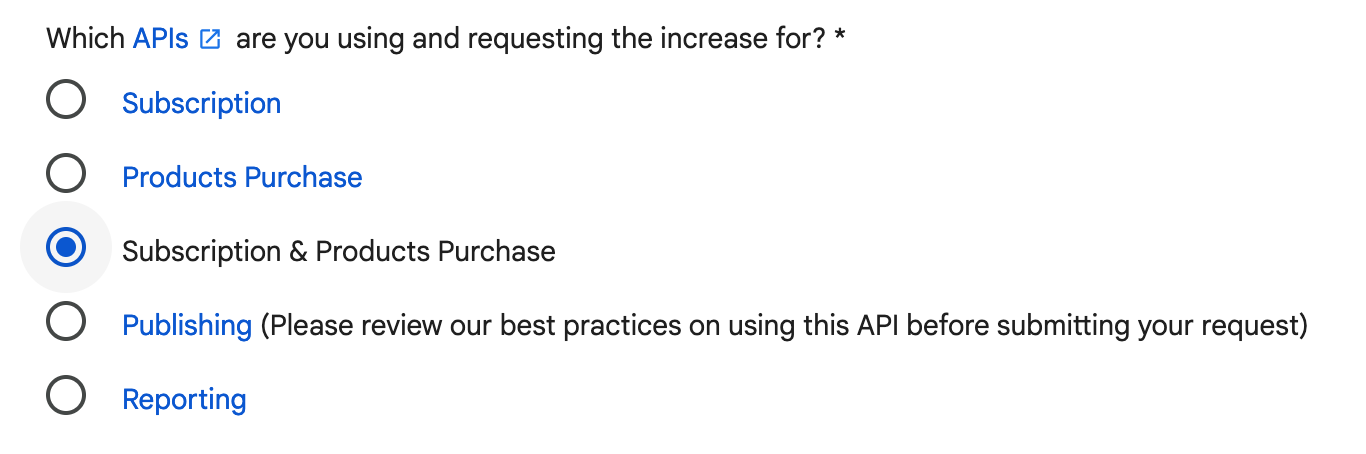 Which APIs are you using and requesting the increase for? *
Subscription
Products Purchase
Subscription & Products Purchase
Publishing (Please review our best practices on using this API before submitting your request)
Reporting